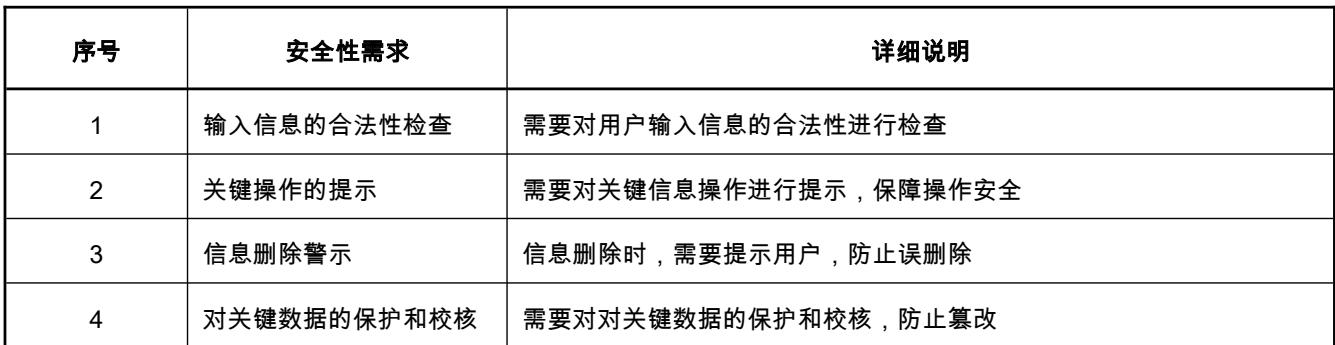 序号 安全性需求 详细说明
1 输入信息的合法性检查 需要对用户输入信息的合法性进行检查
2 关键操作的提示 需要对关键信息操作进行提示，保障操作安全
3 信息删除警示 信息删除时，需要提示用户，防止误删除
4 对关键数据的保护和校核 需要对对关键数据的保护和校核，防止篡改